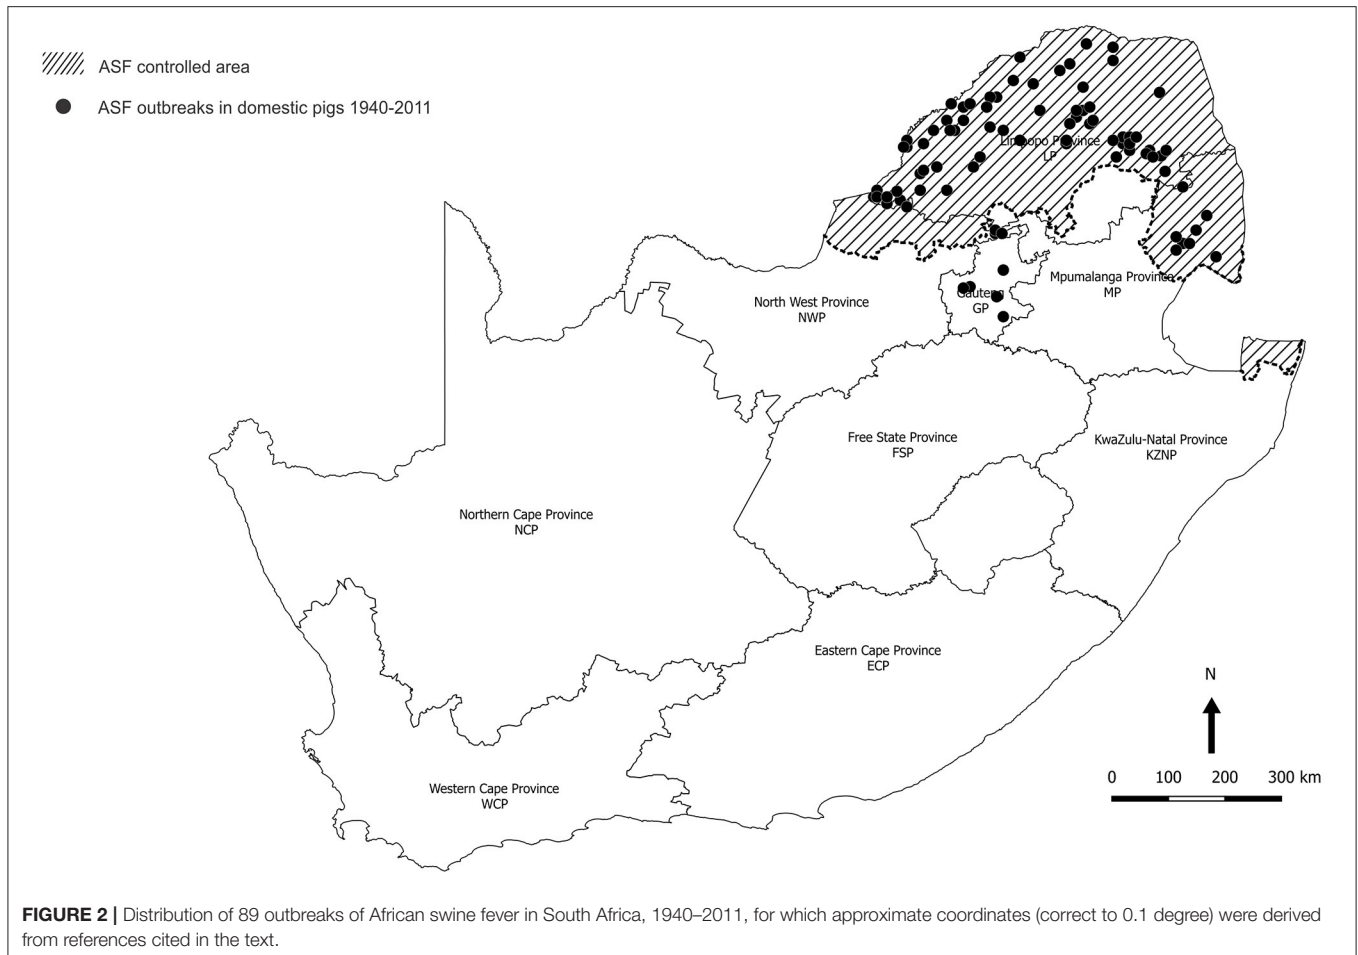 ASF controlled area
ASF outbreaks in domestic pigs 1940-2011
Limpopo Province
LP
Mpumalanga Province
MP
Gauteng
GP
North West Province
NWP
Free State Province
FSP
KwaZulu-Natal Province
KZNP
Northern Cape Province
NCP
Eastern Cape Province
ECP
N
Western Cape Province
WCP
0 100 200 300 km
FIGURE 2 | Distribution of 89 outbreaks of African swine fever in South Africa, 1940–2011, for which approximate coordinates (correct to 0.1 degree) were derived
from references cited in the text.